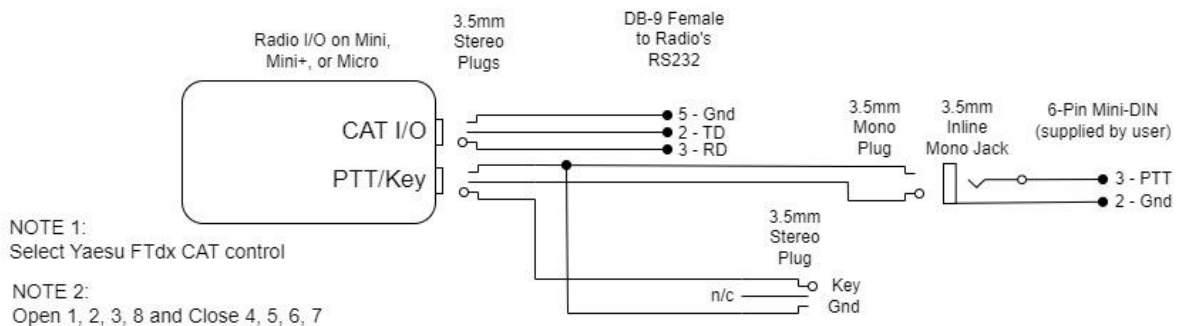 3.5mm
Stereo
Plugs
DB-9 Female
to Radio's
RS232
Radio I/O on Mini,
Mini+, or Micro
CAT I/O
PTT/Key
5 - Gnd
2 - TD
3 - RD
3.5mm
Mono
Plug
3.5mm
Inline
Mono Jack
6-Pin Mini-DIN
(supplied by user)
3 - PTT
2 - Gnd
3.5mm
Stereo
Plug
Key
n/c
Gnd
NOTE 1:
Select Yaesu FTdx CAT control
NOTE 2:
Open 1, 2, 3, 8 and Close 4, 5, 6, 7